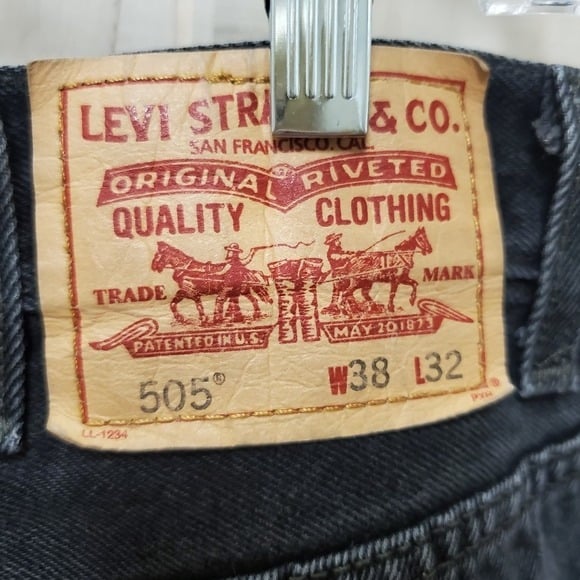 LEVI STRA & CO.
SAN FRANCISCO, CAL.
ORIGINAL RIVETED
QUALITY CLOTHING
TRADE MARK
PATENTED IN U.S. MAY 20 1873
505® W38 L32
LL-1234